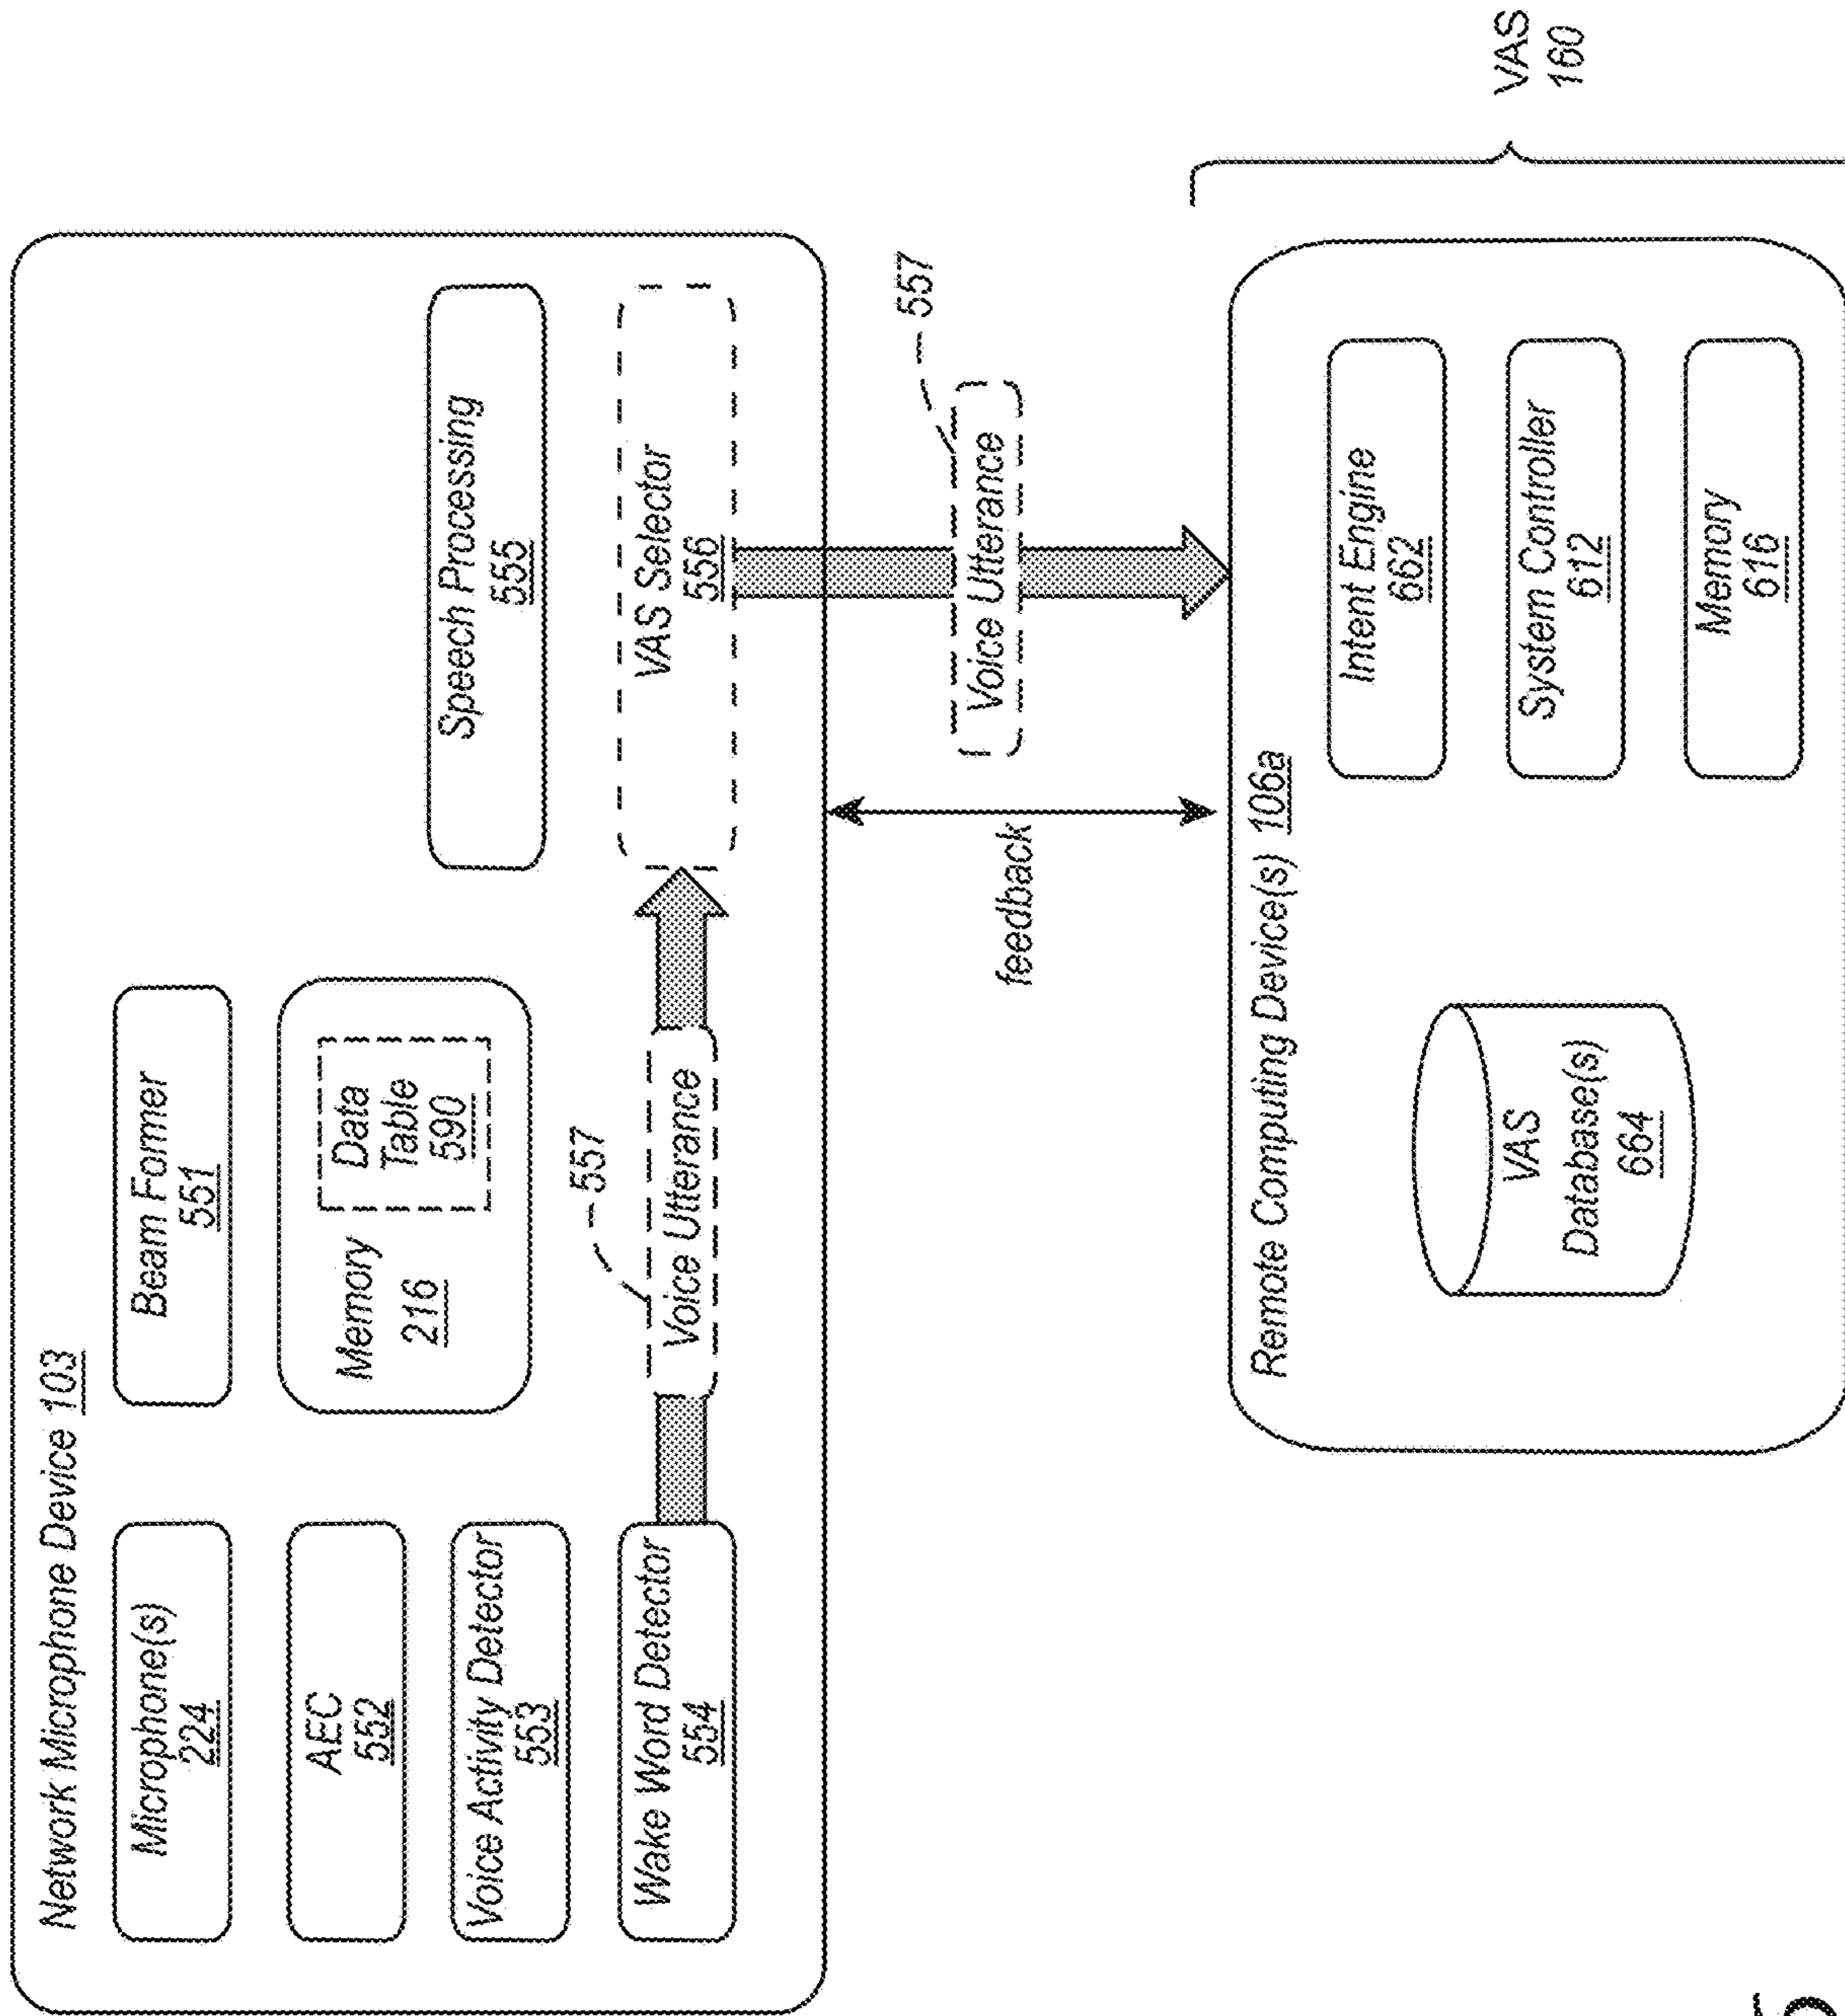 Network Microphone Device 103
Microphone(s)
224
Beam Former
551
AEC
552
Memory
216
Data
Table
590
Speech Processing
555
Voice Activity Detector
553
557
Wake Word Detector
554
Voice Utterance
VAS Selector
556
557
feedback
Voice Utterance
Remote Computing Device(s) 106a
Intent Engine
662
VAS
Database(s)
664
System Controller
612
Memory
616
VAS
160